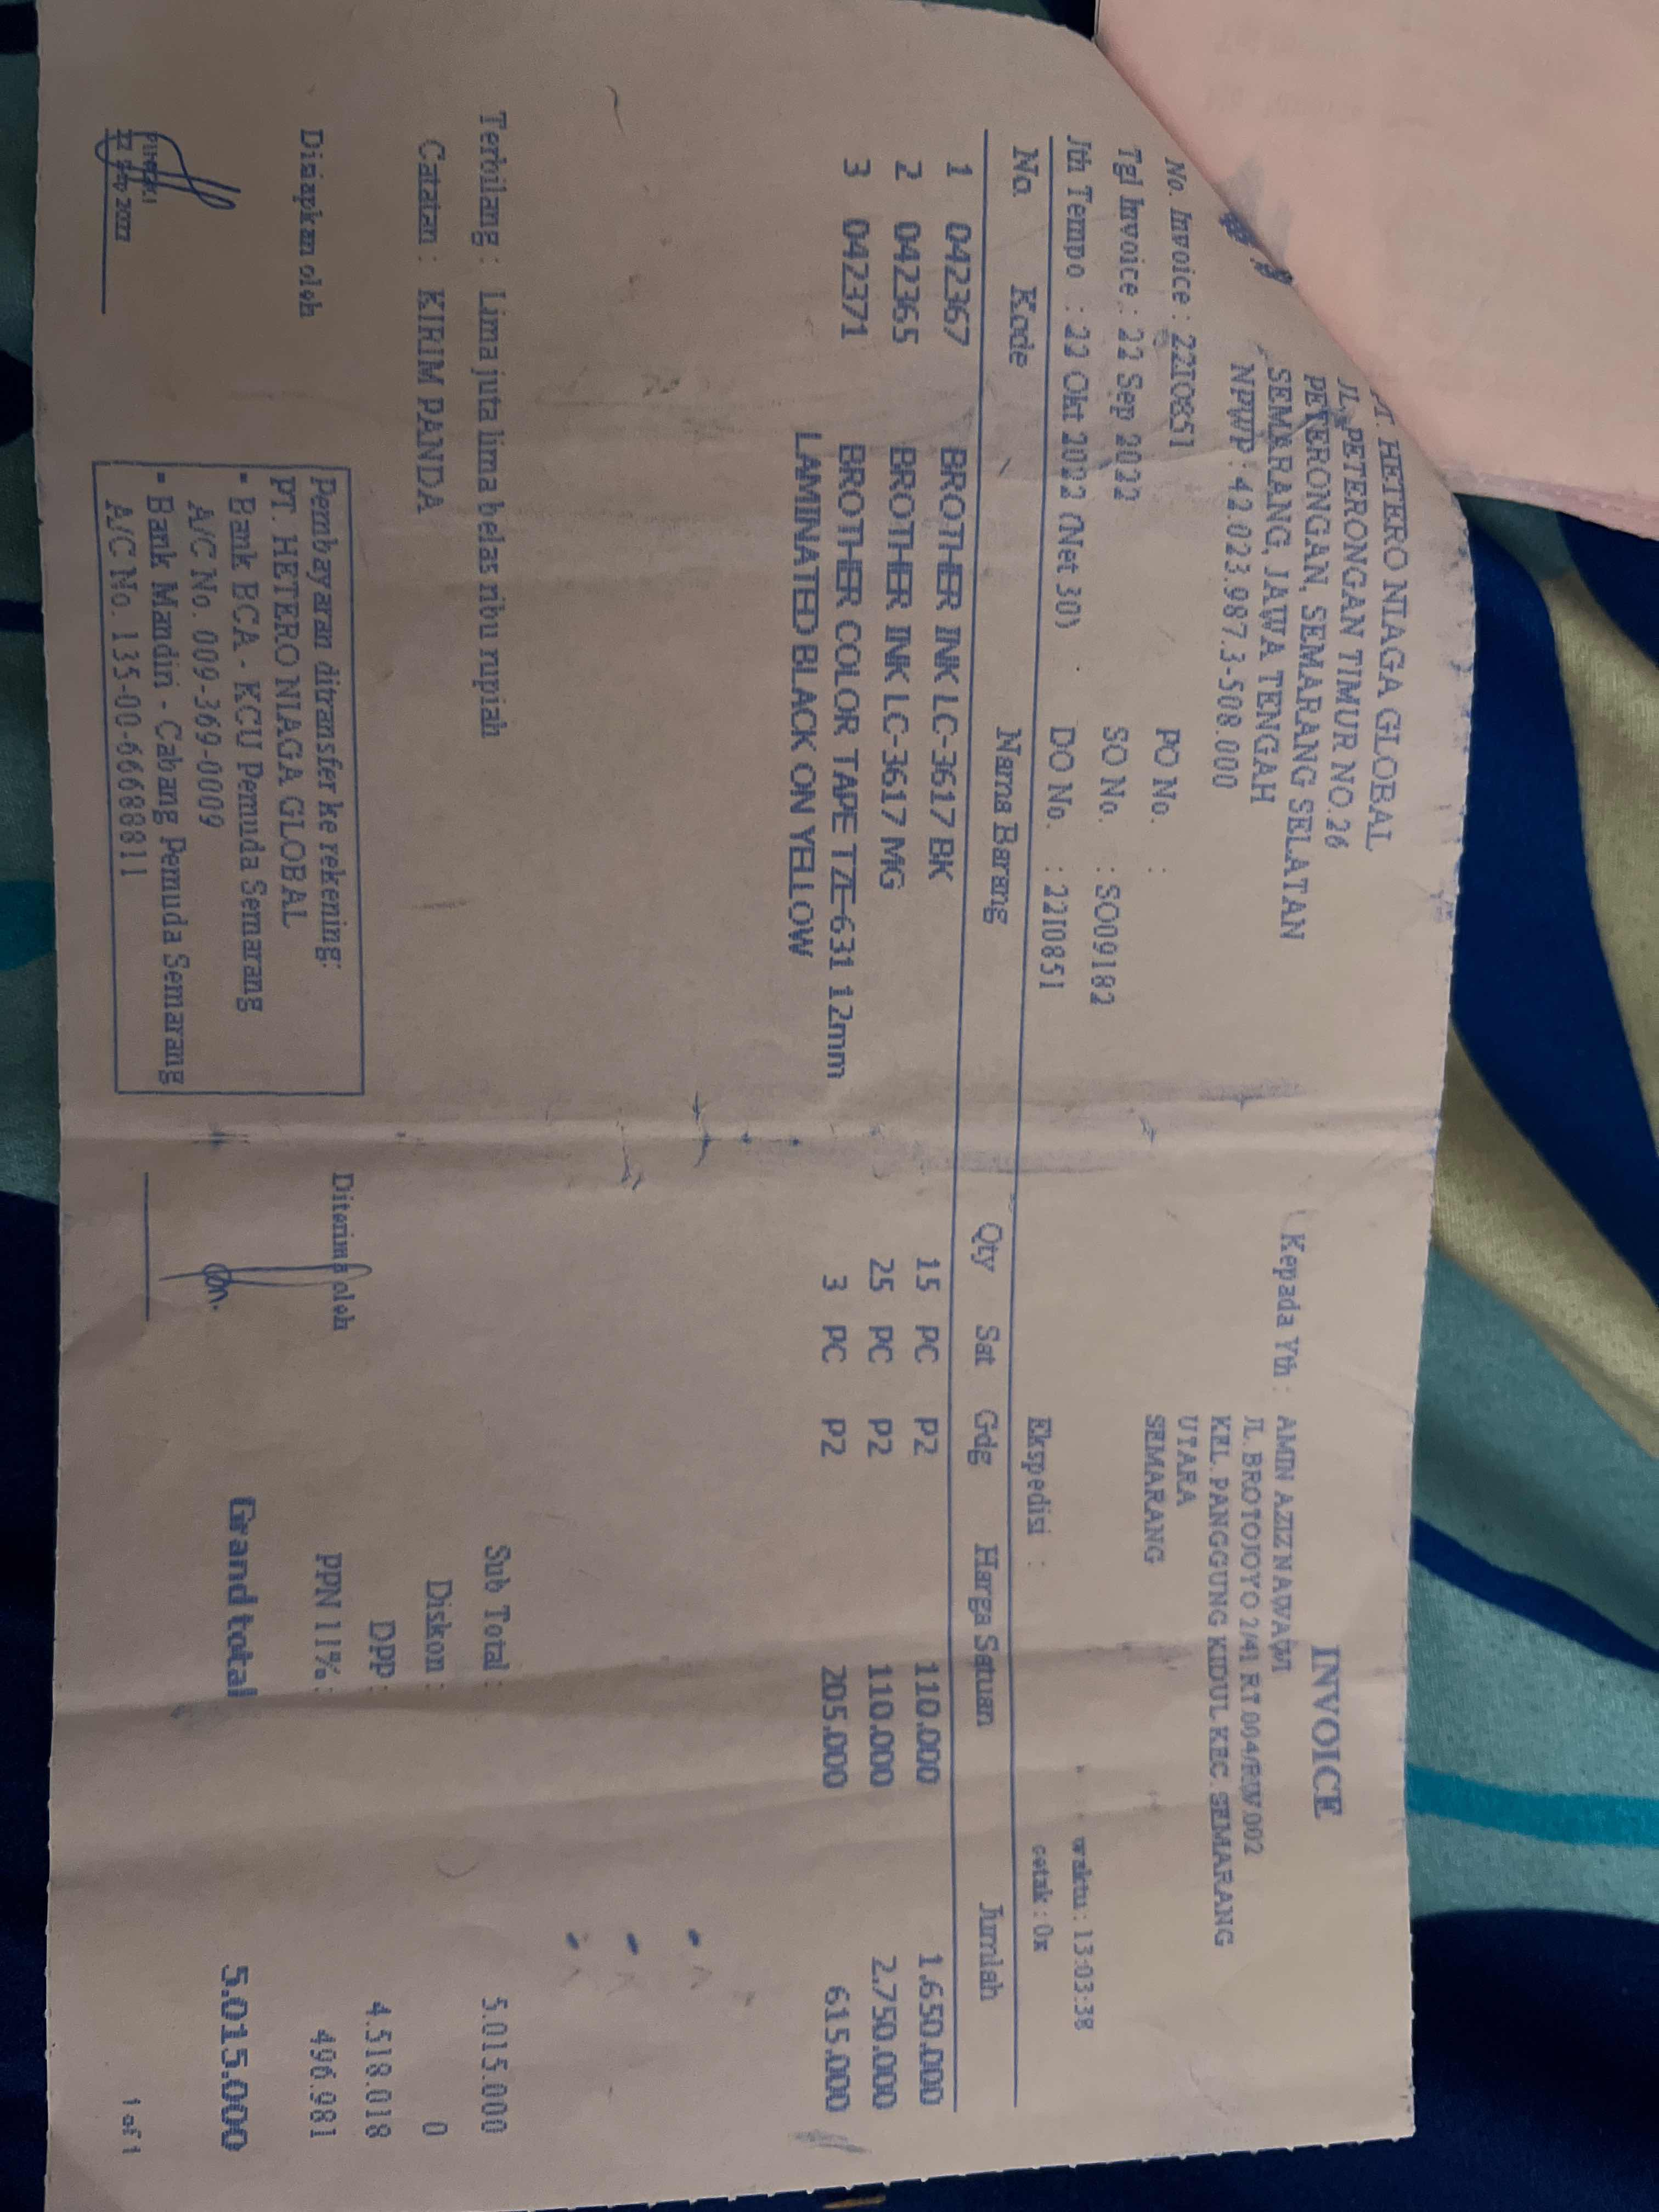 PT. HETERO NIAGA GLOBAL
JL. PETERONGAN TIMUR NO.26
PETERONGAN, SEMARANG SELATAN
SEMARANG, JAWA TENGAH
NPWP : 42.023.987.3-508.000
INVOICE
Kepada Yth : AMIN AZIZ NAWAWI
JL. BROTOJOYO 2/41 RT.004/RW.002
KEL. PANGGUNG KIDUL KEC. SEMARANG
UTARA
SEMARANG
No. Invoice : 22I0851 PO No. :
Tgl Invoice : 22 Sep 2022 SO No. : SO09182 waktu : 13:03:38
Jth Tempo : 22 Okt 2022 (Net 30) DO No. : 22I0851 Ekspedisi : cetak : 0x
No. Kode Nama Barang Qty Sat Gdg Harga Satuan Jumlah
1 042367 BROTHER INK LC-3617 BK 15 PC P2 110.000 1.650.000
2 042365 BROTHER INK LC-3617 MG 25 PC P2 110.000 2.750.000
3 042371 BROTHER COLOR TAPE TZE-631 12mm 3 PC P2 205.000 615.000
LAMINATED BLACK ON YELLOW
Terbilang : Lima juta lima belas ribu rupiah
Catatan : KIRIM PANDA
Sub Total : 5.015.000
Diskon : 0
DPP : 4.518.018
PPN 11% : 496.981
Grand total 5.015.000
Disiapkan oleh
Pembayaran ditransfer ke rekening:
PT. HETERO NIAGA GLOBAL
- Bank BCA - KCU Pemuda Semarang
A/C No. 009-369-0009
- Bank Mandiri - Cabang Pemuda Semarang
A/C No. 135-00-6668811
Diterima oleh
22 Sep 2022
1 of 1